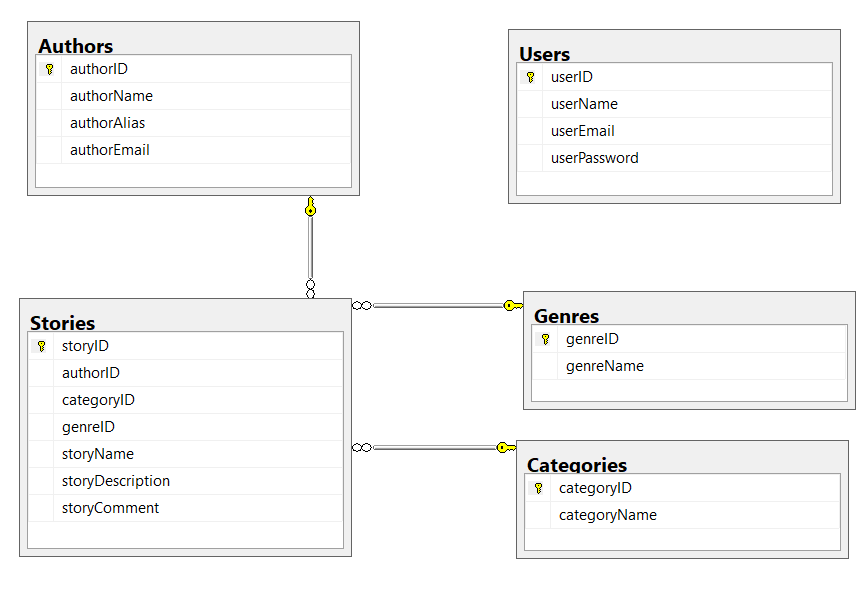 Authors
authorID
authorName
authorAlias
authorEmail
Users
userID
userName
userEmail
userPassword
Stories
storyID
authorID
categoryID
genreID
storyName
storyDescription
storyComment
Genres
genreID
genreName
Categories
categoryID
categoryName